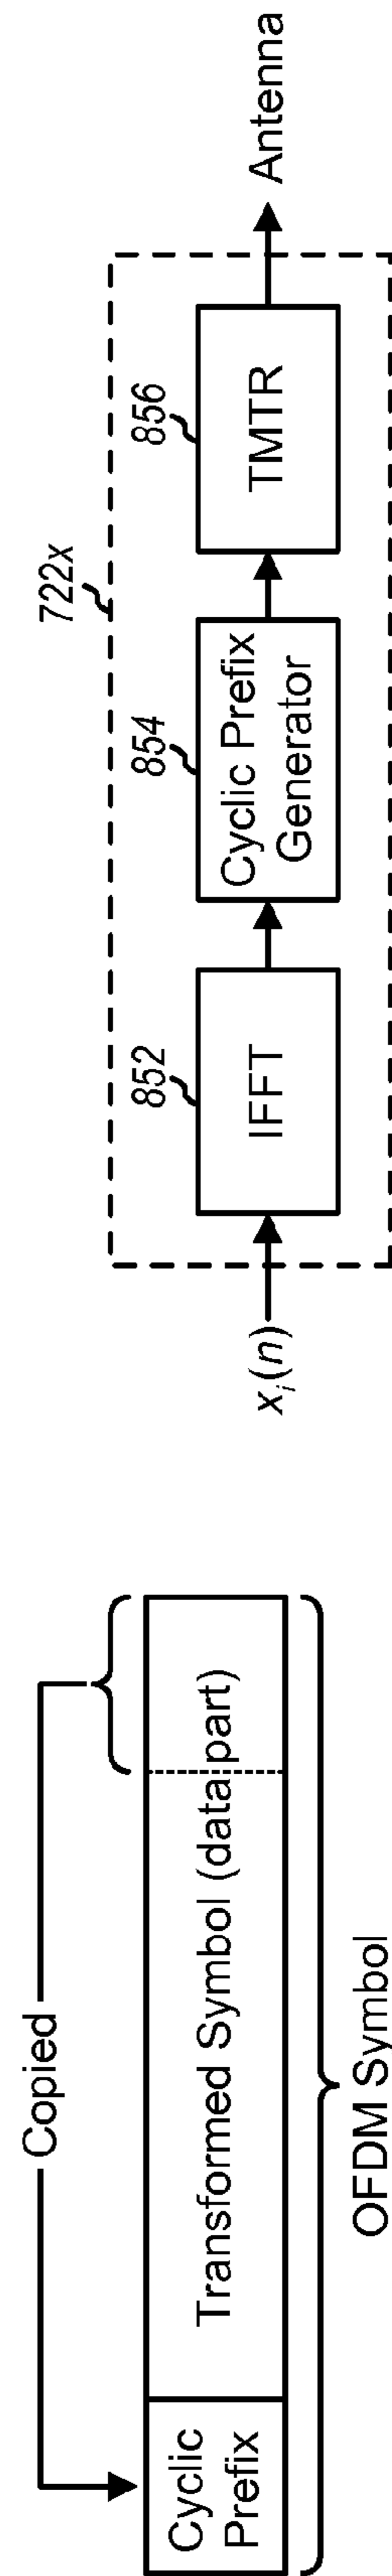 722x
852
854
856
xᵢ(n)
IFFT
Cyclic Prefix
Generator
TMTR
Antenna
Copied
Cyclic
Prefix
Transformed Symbol (data part)
OFDM Symbol